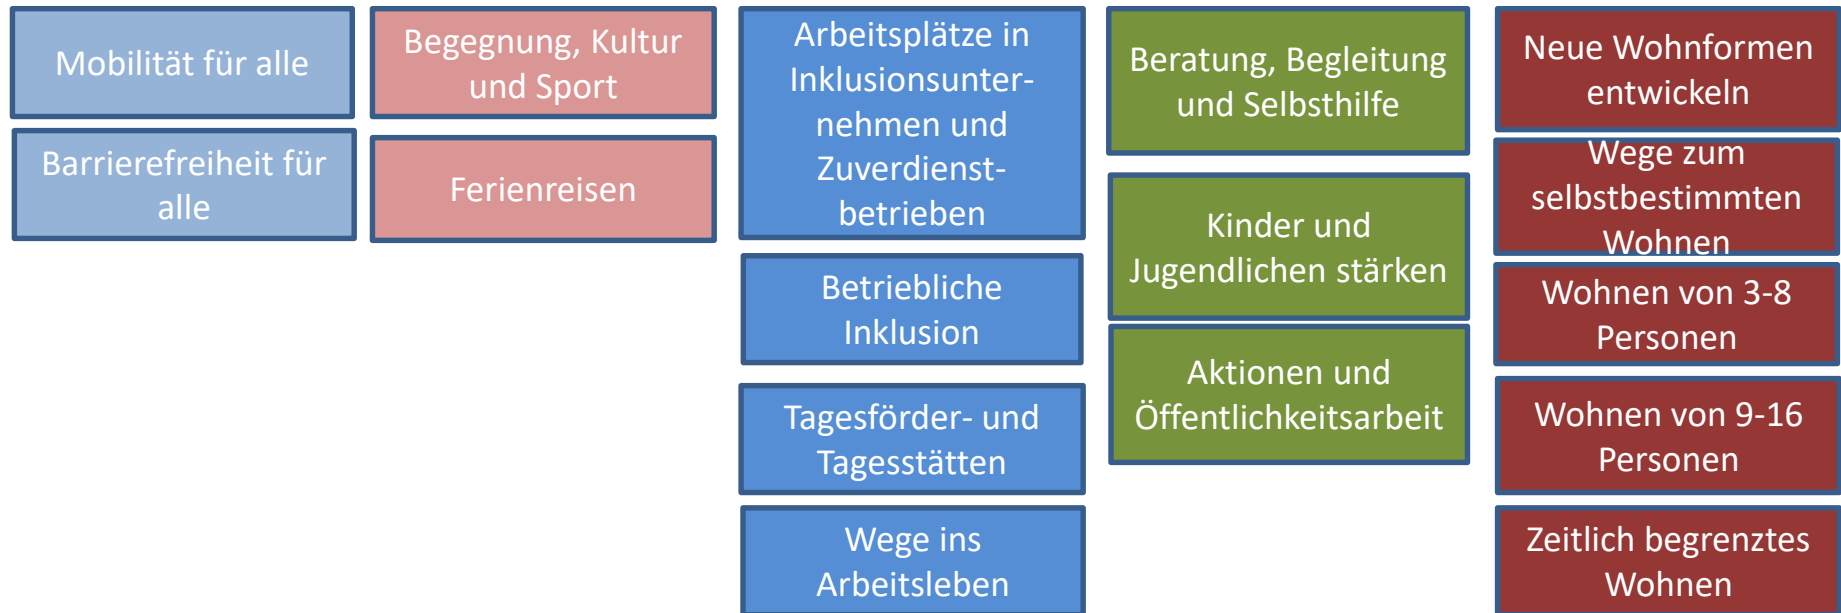 Mobilität für alle
Barrierefreiheit für
alle
Begegnung, Kultur
und Sport
Ferienreisen
Arbeitsplätze in
Inklusionsunter-
nehmen und
Zuverdienst-
betrieben
Betriebliche
Inklusion
Tagesförder- und
Tagesstätten
Wege ins
Arbeitsleben
Beratung, Begleitung
und Selbsthilfe
Kinder und
Jugendlichen stärken
Aktionen und
Öffentlichkeitsarbeit
Neue Wohnformen
entwickeln
Wege zum
selbstbestimmten
Wohnen
Wohnen von 3-8
Personen
Wohnen von 9-16
Personen
Zeitlich begrenztes
Wohnen